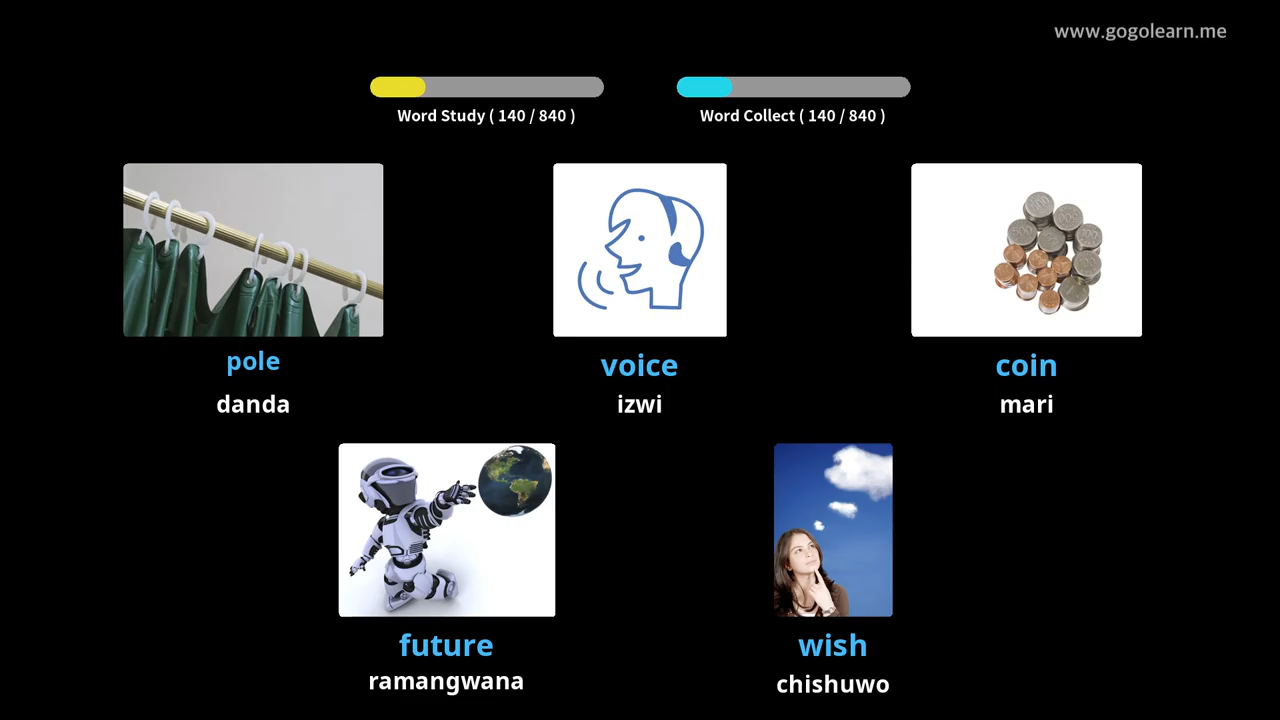 www.gogolearn.me
Word Study ( 140 / 840 )
Word Collect ( 140 / 840 )
pole
danda
voice
izwi
coin
mari
future
ramangwana
wish
chishuwo